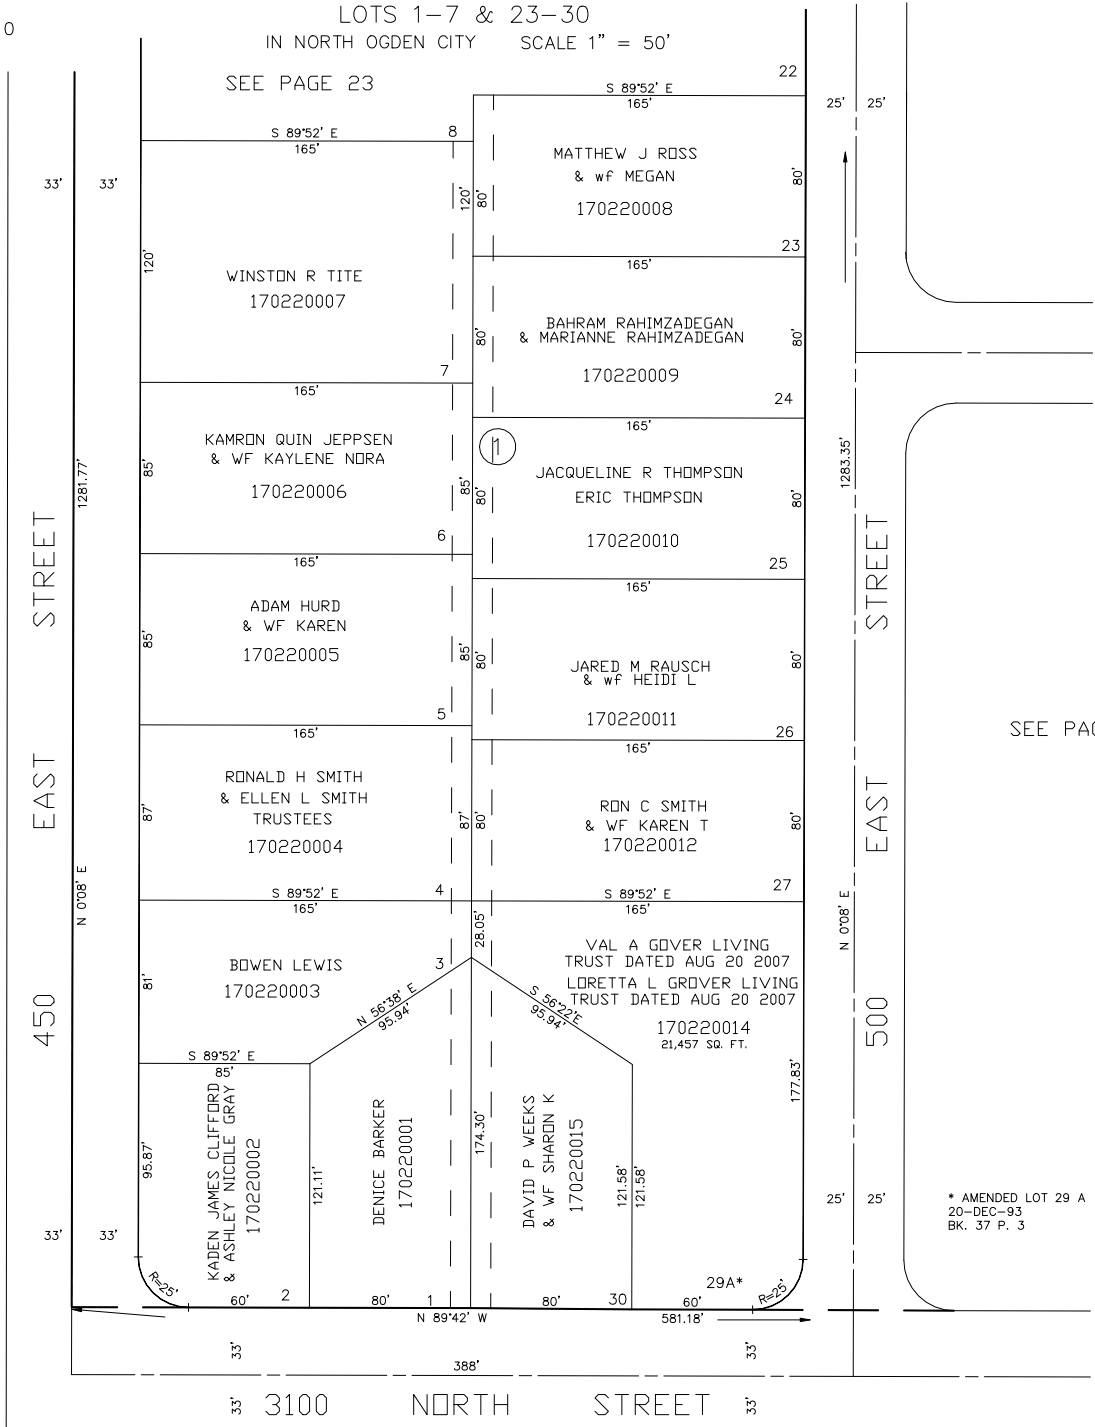 0
LOTS 1-7 & 23-30
IN NORTH OGDEN CITY SCALE 1" = 50'
SEE PAGE 23
22
S 89°52' E
165'
25' 25'
8
S 89°52' E
165'
33' 33'
MATTHEW J ROSS
& wf MEGAN
170220008
120'
80'
80'
23
165'
120'
WINSTON R TITE
170220007
BAHRAM RAHIMZADEGAN
& MARIANNE RAHIMZADEGAN
170220009
80'
80'
7
165'
24
165'
1
KAMRON QUIN JEPPSEN
& WF KAYLENE NORA
170220006
85'
85'
80'
JACQUELINE R THOMPSON
ERIC THOMPSON
170220010
80'
1281.77'
1283.35'
6
165'
25
165'
ADAM HURD
& WF KAREN
170220005
85'
85'
80'
JARED M RAUSCH
& wf HEIDI L
170220011
80'
5
165'
26
165'
SEE PA
RONALD H SMITH
& ELLEN L SMITH
TRUSTEES
170220004
87'
87'
80'
RON C SMITH
& WF KAREN T
170220012
80'
4
S 89°52' E
165'
27
S 89°52' E
165'
N 0°08' E
N 0°08' E
450 EAST STREET
500 EAST STREET
28.05'
BOWEN LEWIS
170220003
81'
3
N 56°38' E
95.94'
S 56°22'E
95.94'
VAL A GOVER LIVING
TRUST DATED AUG 20 2007
LORETTA L GROVER LIVING
TRUST DATED AUG 20 2007
170220014
21,457 SQ. FT.
177.83'
S 89°52' E
85'
KADEN JAMES CLIFFORD
& ASHLEY NICOLE GRAY
170220002
95.87'
121.11'
DENICE BARKER
170220001
174.30'
DAVID P WEEKS
& WF SHARON K
170220015
121.58'
121.58'
25' 25'
* AMENDED LOT 29 A
20-DEC-93
BK. 37 P. 3
33' 33'
R=25'
29A*
R=25'
60' 2 80' 1 80' 30 60'
N 89°42' W
581.18'
33'
33'
388'
33'
3100 NORTH STREET
33'